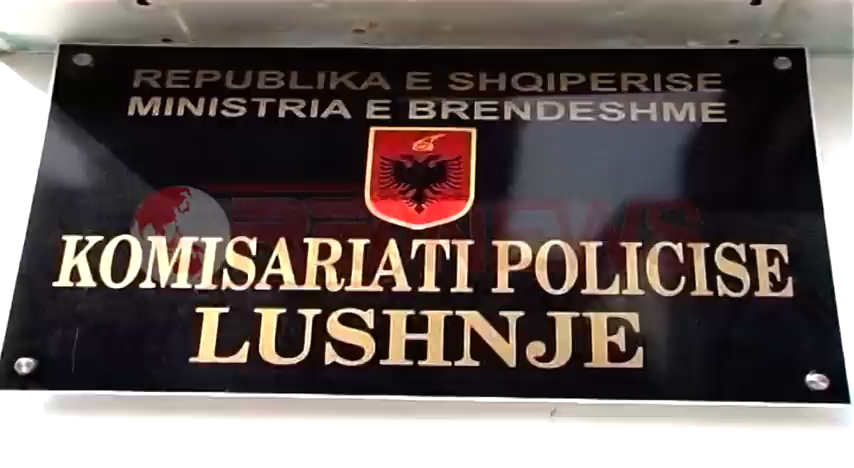 REPUBLIKA E SHQIPERISE
MINISTRIA E BRENDESHME
KOMISARIATI POLICISE
LUSHNJE